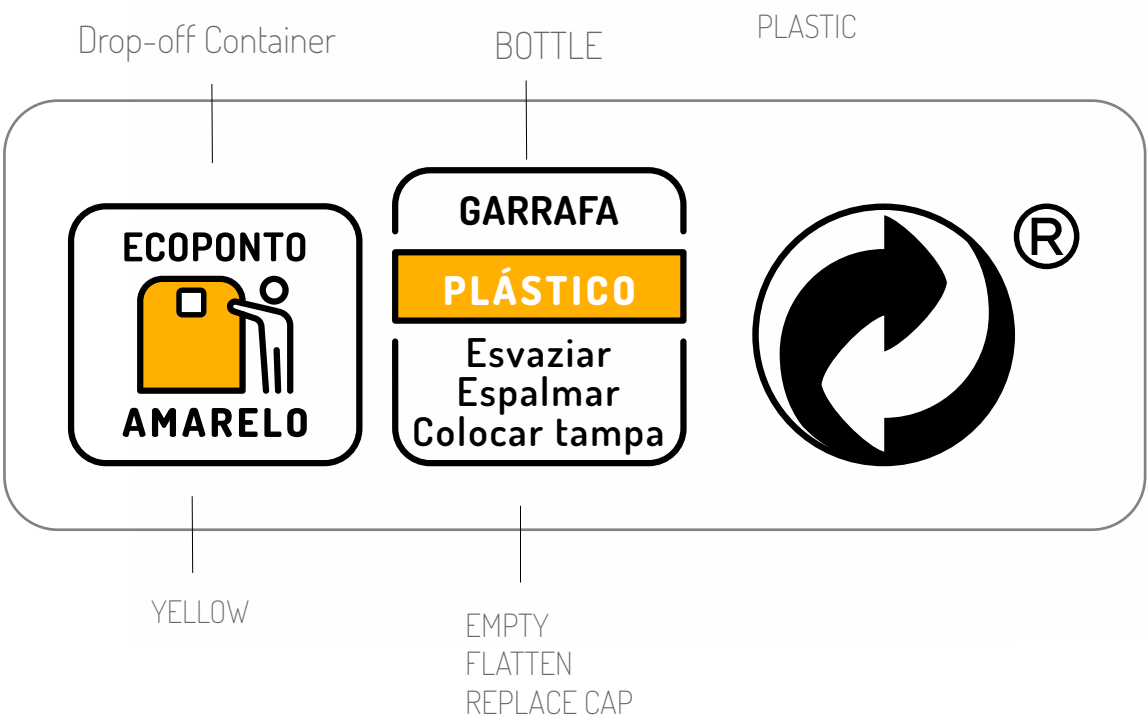 Drop-off Container
BOTTLE
PLASTIC
ECOPONTO
AMARELO
GARRAFA
PLÁSTICO
Esvaziar
Espalmar
Colocar tampa
®
YELLOW
EMPTY
FLATTEN
REPLACE CAP